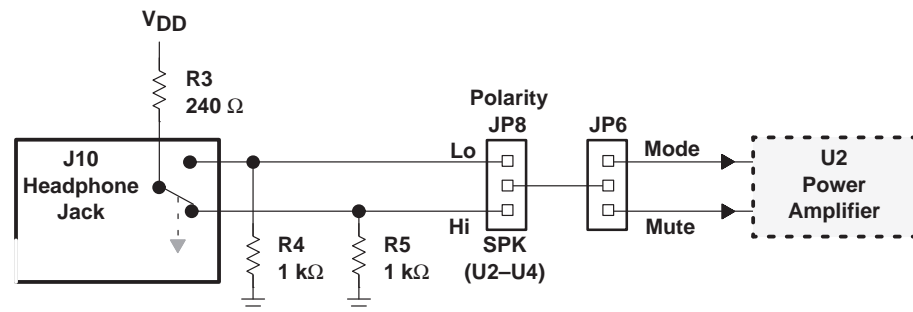 VDD
R3
240 Ω
J10
Headphone
Jack
Lo
Hi
R4
1 kΩ
R5
1 kΩ
Polarity
JP8
SPK
(U2–U4)
JP6
Mode
Mute
U2
Power
Amplifier